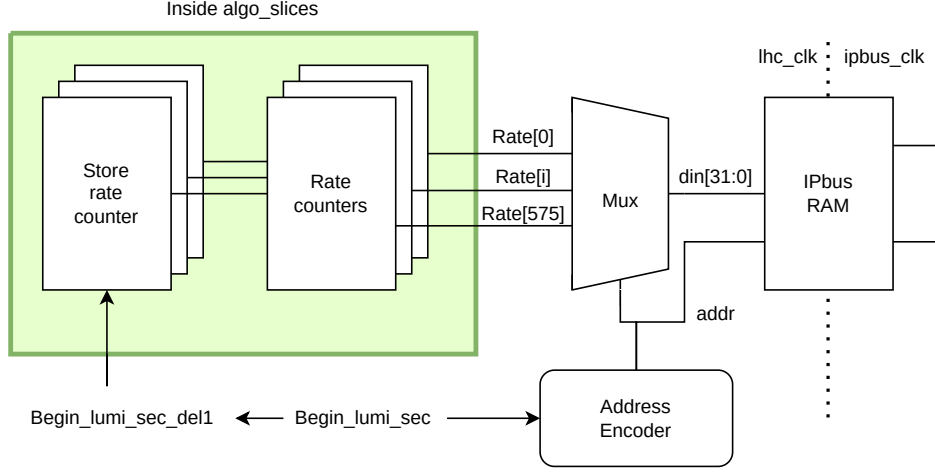 Inside algo_slices
lhc_clk
ipbus_clk
Store
rate
counter
Rate
counters
Rate[0]
Rate[i]
Rate[575]
Mux
din[31:0]
IPbus
RAM
addr
Begin_lumi_sec_del1
Begin_lumi_sec
Address
Encoder